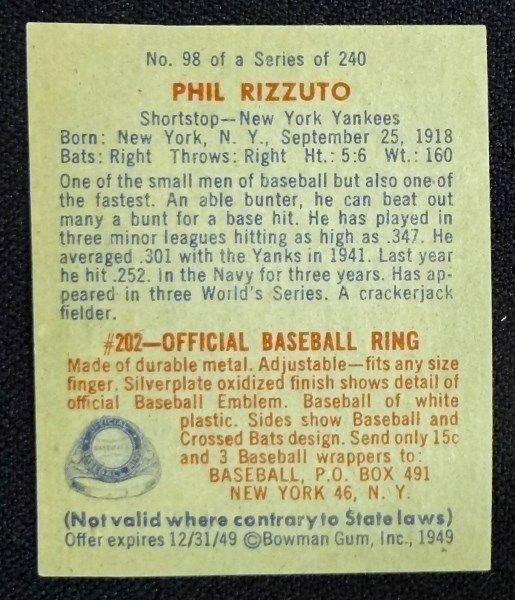 No. 98 of a Series of 240
PHIL RIZZUTO
Shortstop—New York Yankees
Born: New York, N. Y., September 25, 1918
Bats: Right Throws: Right Ht.: 5:6 Wt.: 160
One of the small men of baseball but also one of
the fastest. An able bunter, he can beat out
many a bunt for a base hit. He has played in
three minor leagues hitting as high as .347. He
averaged .301 with the Yanks in 1941. Last year
he hit .252. In the Navy for three years. Has ap-
peared in three World's Series. A crackerjack
fielder.
#202—OFFICIAL BASEBALL RING
Made of durable metal. Adjustable—fits any size
finger. Silverplate oxidized finish shows detail of
official Baseball Emblem. Baseball of white
plastic. Sides show Baseball and
Crossed Bats design. Send only 15c
and 3 Baseball wrappers to:
BASEBALL, P.O. BOX 491
NEW YORK 46, N. Y.
OFFICIAL
(Not valid where contrary to State laws)
Offer expires 12/31/49 ©Bowman Gum, Inc., 1949